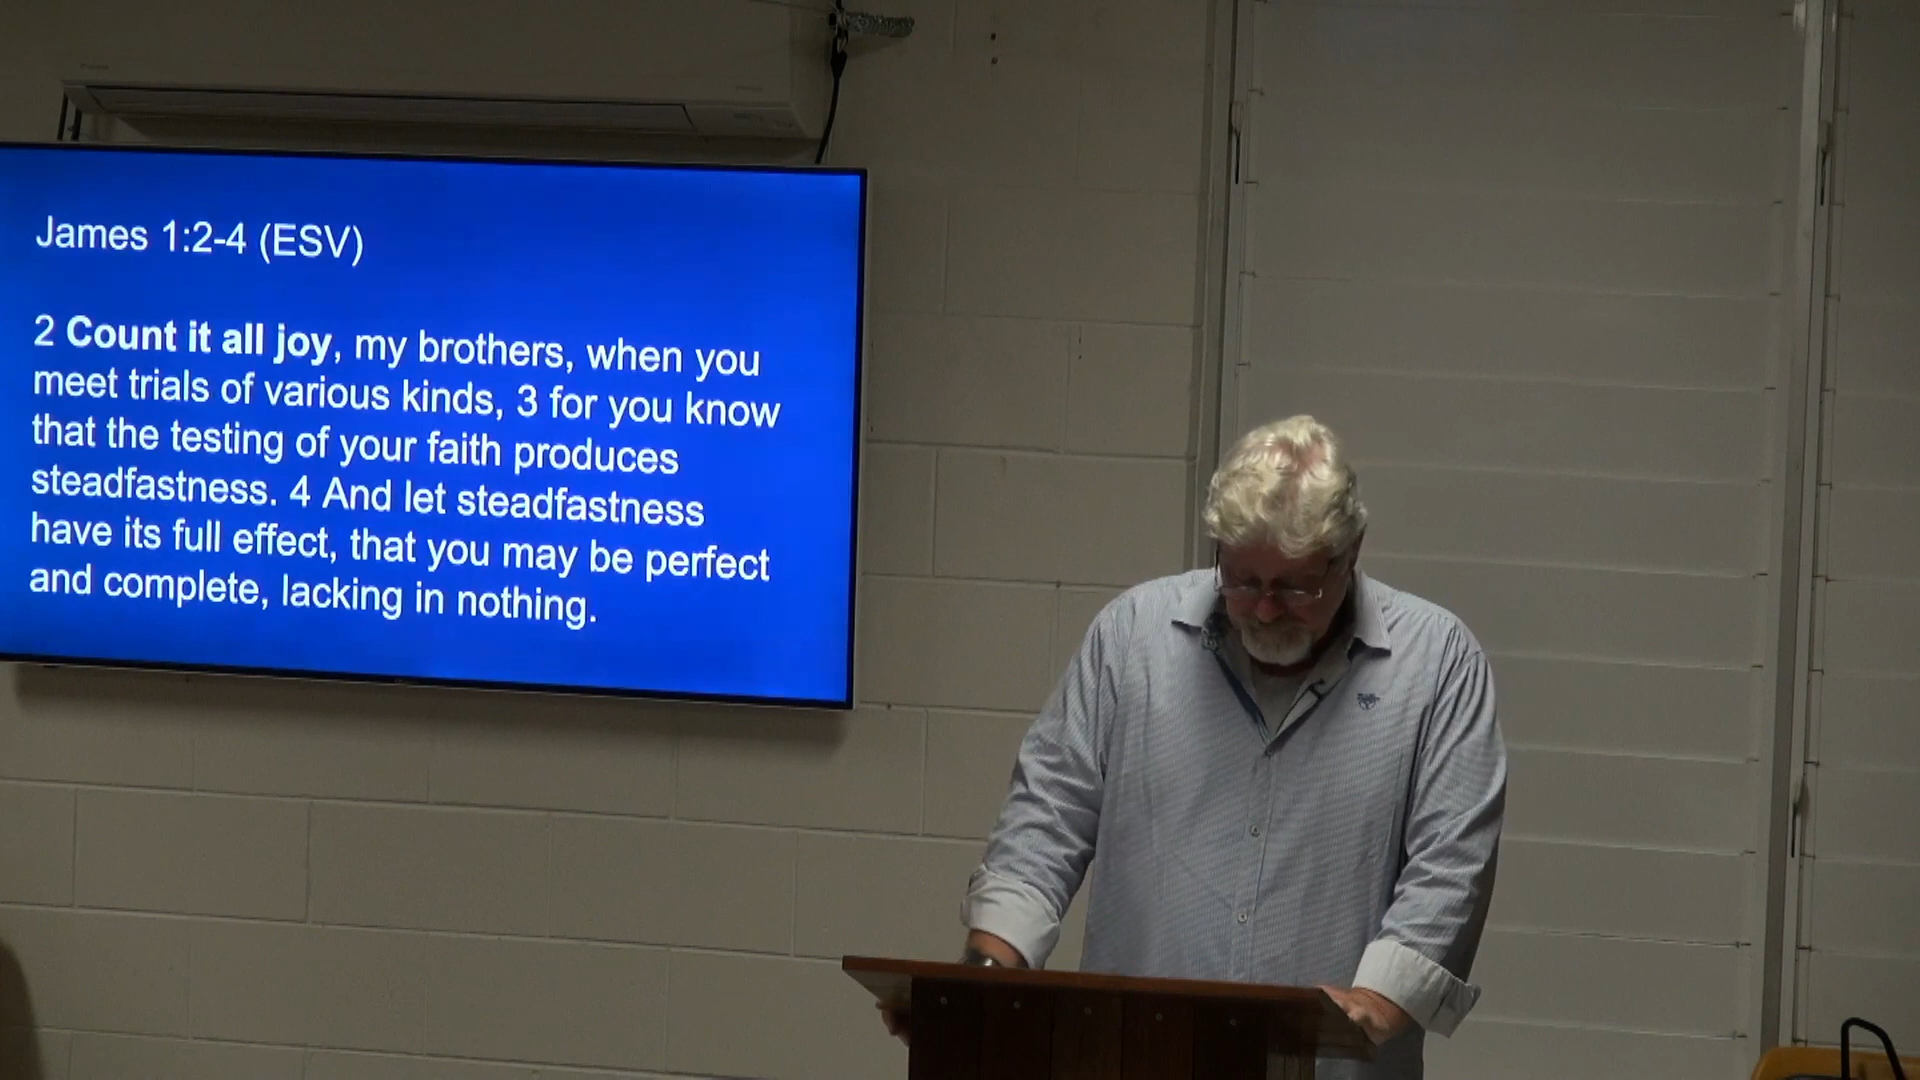 James 1:2-4 (ESV)
2 Count it all joy, my brothers, when you
meet trials of various kinds, 3 for you know
that the testing of your faith produces
steadfastness. 4 And let steadfastness
have its full effect, that you may be perfect
and complete, lacking in nothing.